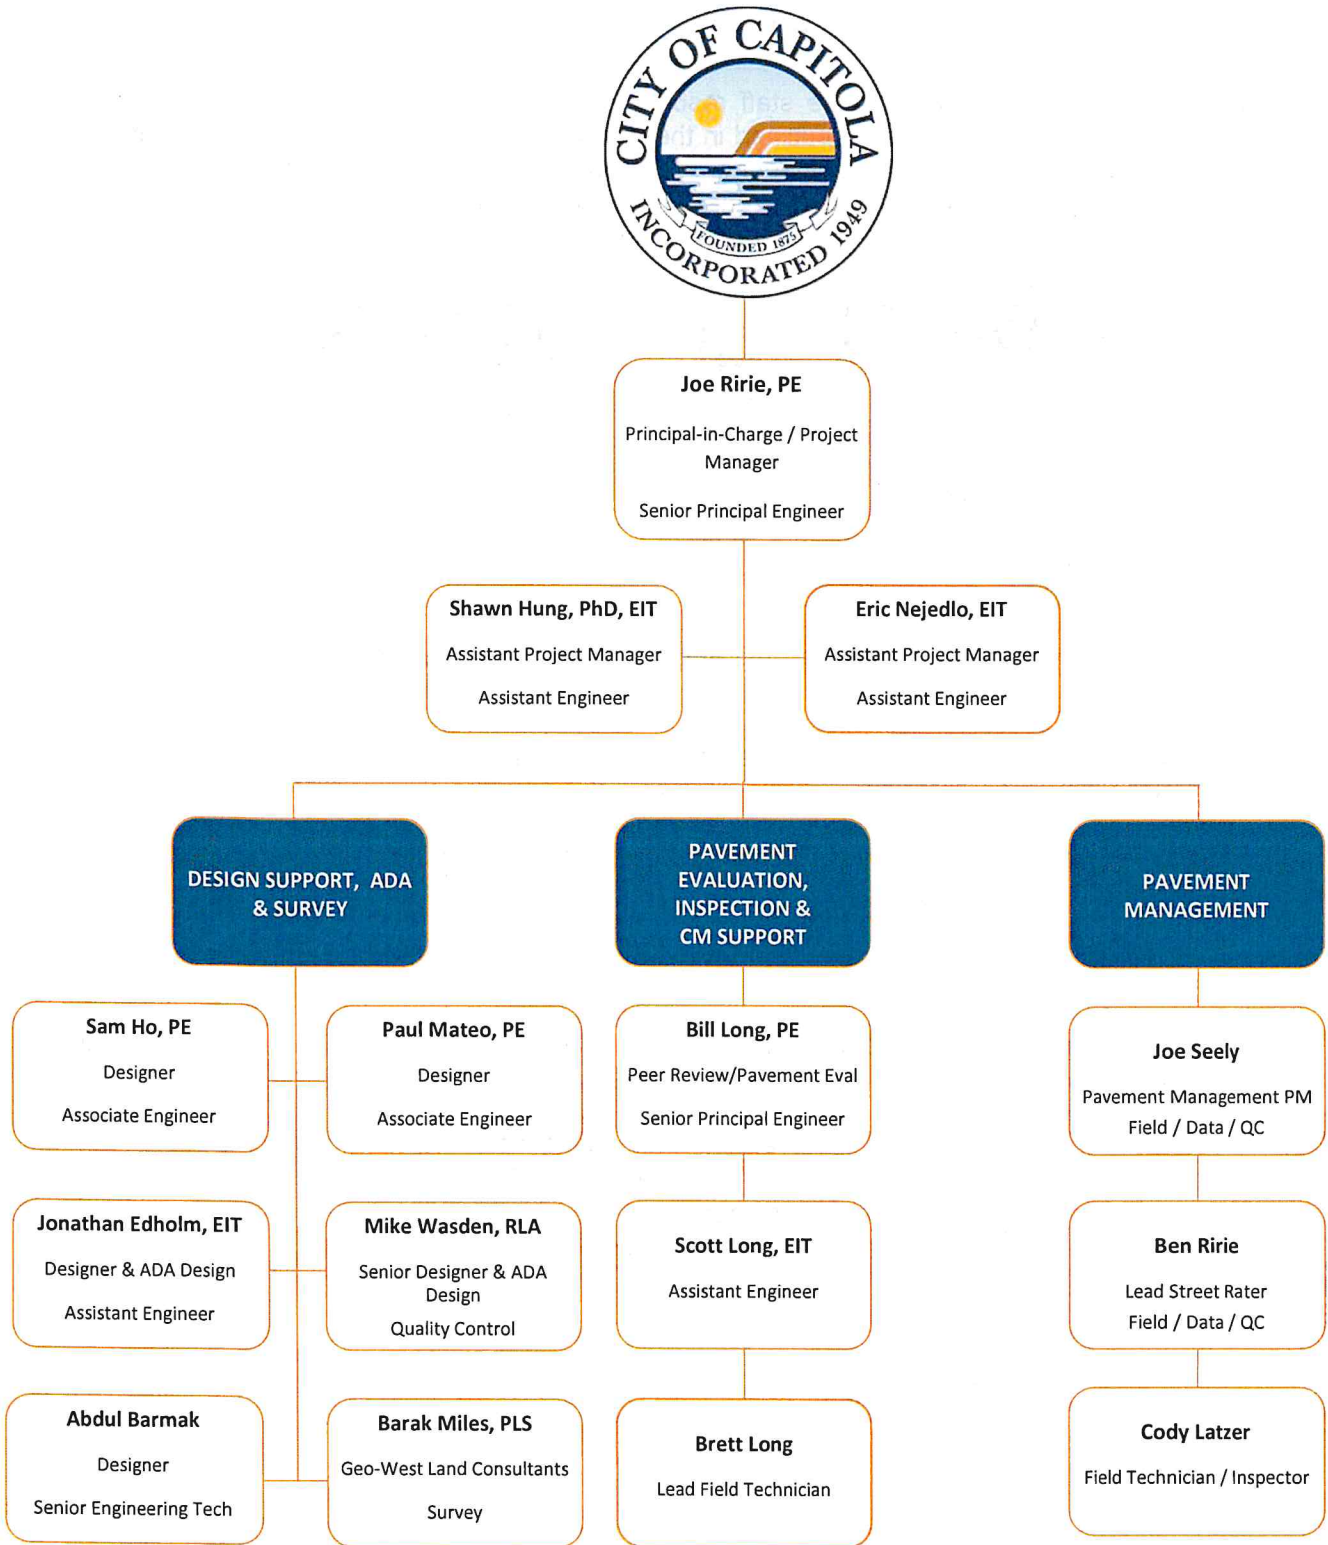 CITY OF CAPITOLA
FOUNDED 1875
INCORPORATED 1949
Joe Ririe, PE
Principal-in-Charge / Project
Manager
Senior Principal Engineer
Shawn Hung, PhD, EIT
Assistant Project Manager
Assistant Engineer
Eric Nejedlo, EIT
Assistant Project Manager
Assistant Engineer
DESIGN SUPPORT, ADA
& SURVEY
PAVEMENT
EVALUATION,
INSPECTION &
CM SUPPORT
PAVEMENT
MANAGEMENT
Sam Ho, PE
Designer
Associate Engineer
Paul Mateo, PE
Designer
Associate Engineer
Bill Long, PE
Peer Review/Pavement Eval
Senior Principal Engineer
Joe Seely
Pavement Management PM
Field / Data / QC
Jonathan Edholm, EIT
Designer & ADA Design
Assistant Engineer
Mike Wasden, RLA
Senior Designer & ADA
Design
Quality Control
Scott Long, EIT
Assistant Engineer
Ben Ririe
Lead Street Rater
Field / Data / QC
Abdul Barmak
Designer
Senior Engineering Tech
Barak Miles, PLS
Geo-West Land Consultants
Survey
Brett Long
Lead Field Technician
Cody Latzer
Field Technician / Inspector